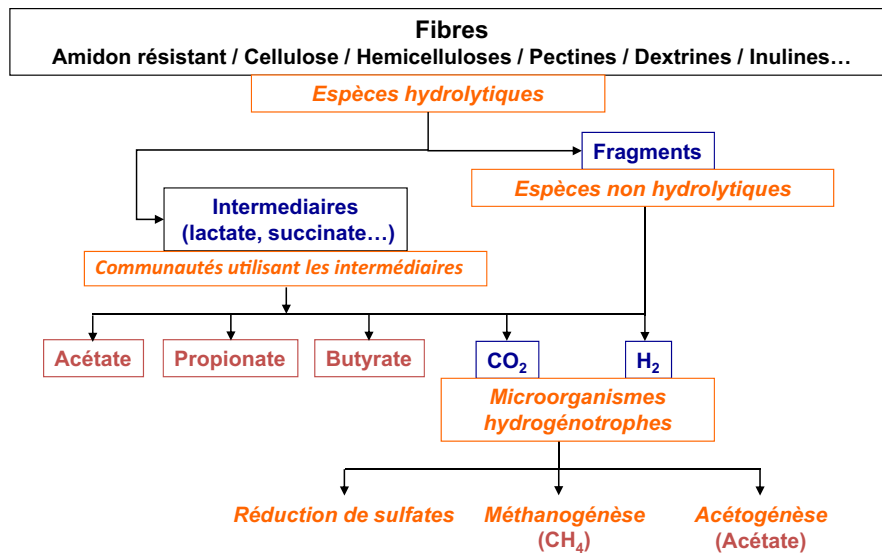 Fibres
Amidon résistant / Cellulose / Hemicelluloses / Pectines / Dextrines / Inulines…
Espèces hydrolytiques
Fragments
Espèces non hydrolytiques
Intermediaires
(lactate, succinate…)
Communautés utilisant les intermédiaires
Acétate
Propionate
Butyrate
CO₂
H₂
Microorganismes
hydrogénotrophes
Réduction de sulfates
Méthanogénèse
(CH₄)
Acétogénèse
(Acétate)